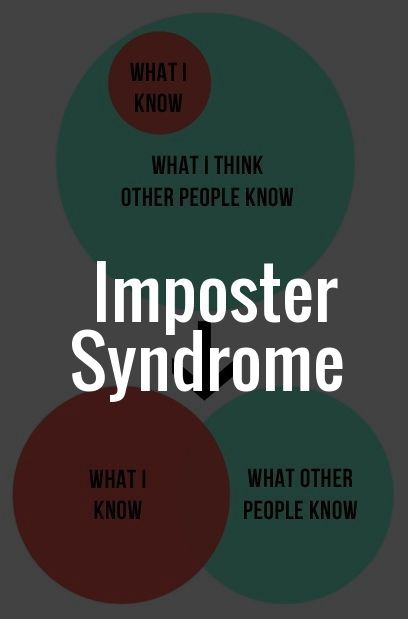 WHAT I
KNOW
WHAT I THINK
OTHER PEOPLE KNOW
Imposter
Syndrome
WHAT I
KNOW
WHAT OTHER
PEOPLE KNOW